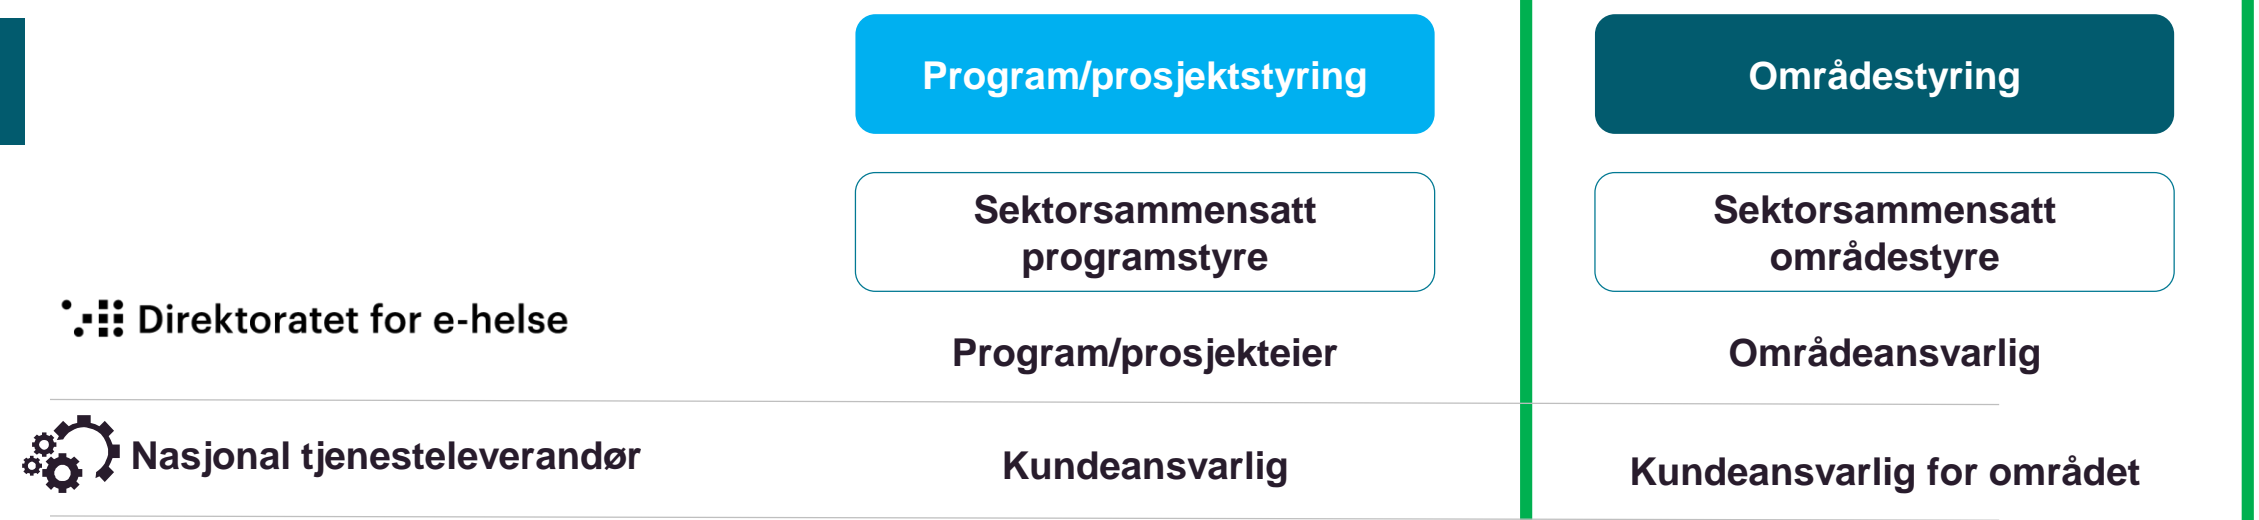 Program/prosjektstyring
Områdestyring
Sektorsammensatt
programstyre
Sektorsammensatt
områdestyre
Direktoratet for e-helse
Program/prosjekteier
Områdeansvarlig
Nasjonal tjenesteleverandør
Kundeansvarlig
Kundeansvarlig for området